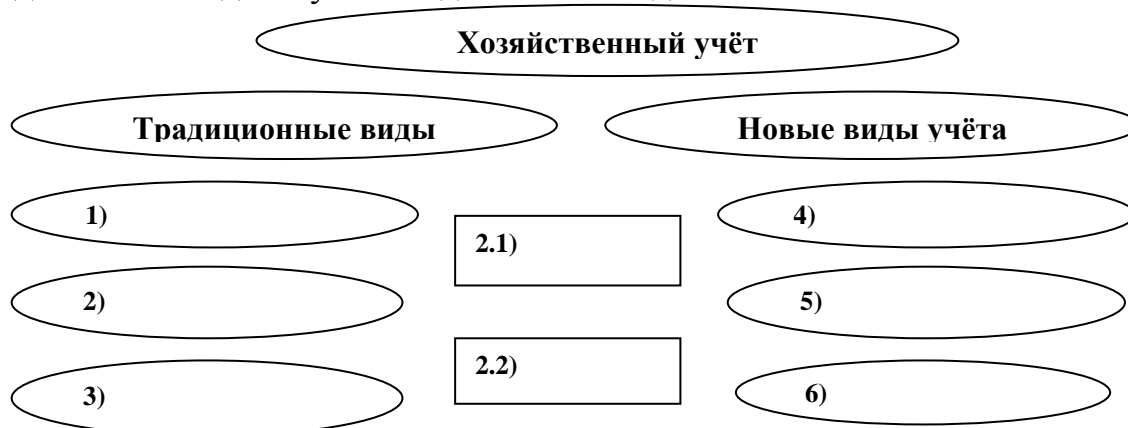 Хозяйственный учёт
Традиционные виды
Новые виды учёта
1)
2.1)
4)
2)
5)
2.2)
3)
6)